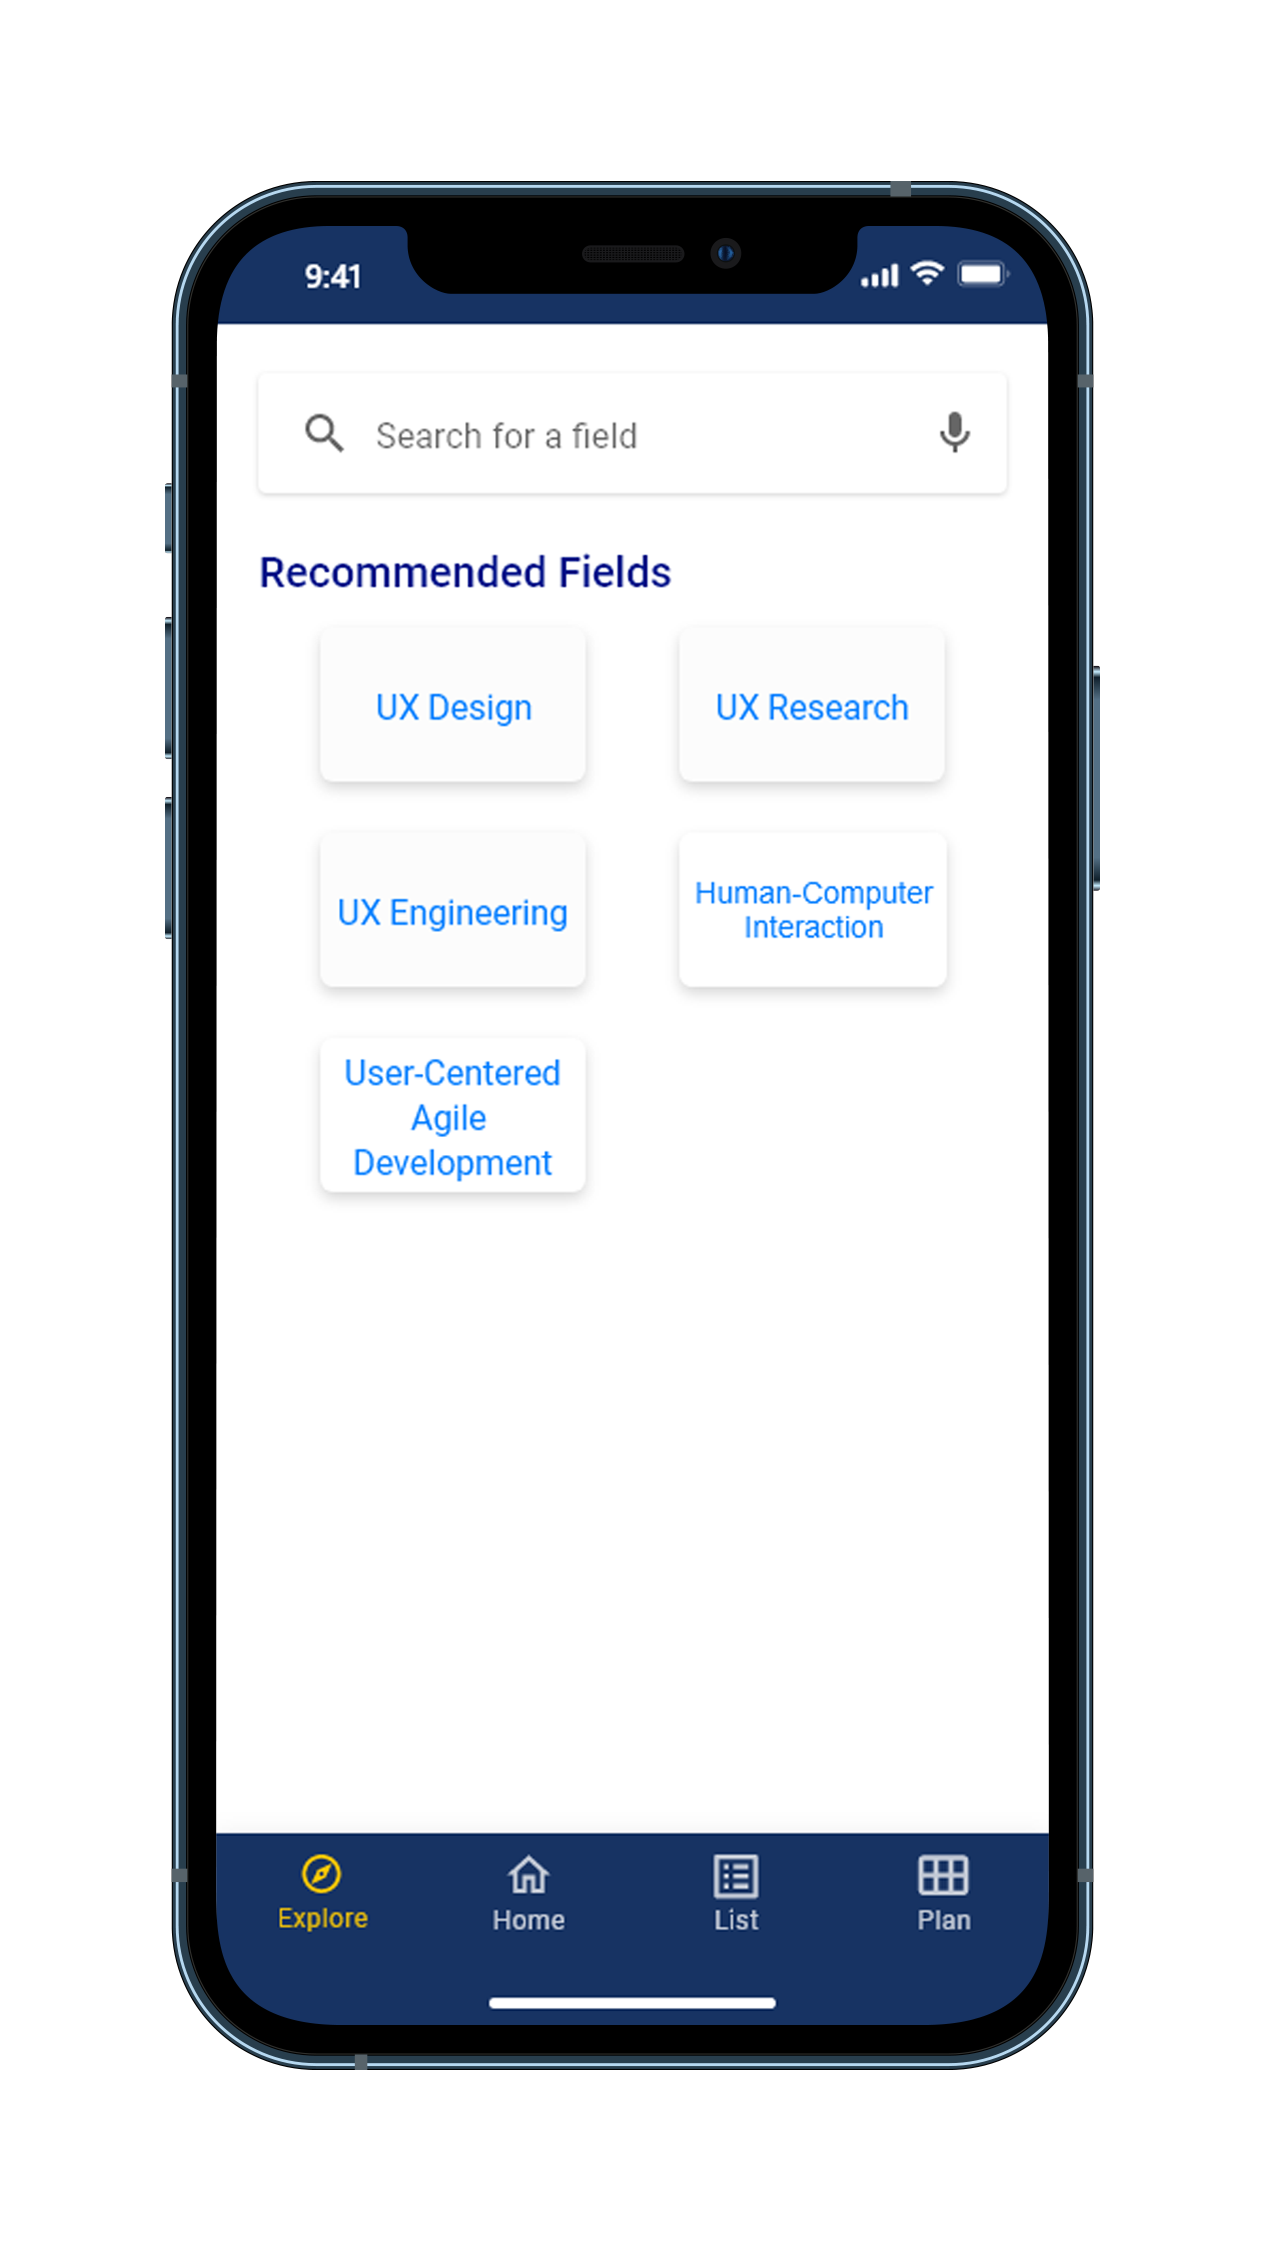 9:41
Search for a field
Recommended Fields
UX Design
UX Research
UX Engineering
Human-Computer
Interaction
User-Centered
Agile
Development
Explore
Home
List
Plan